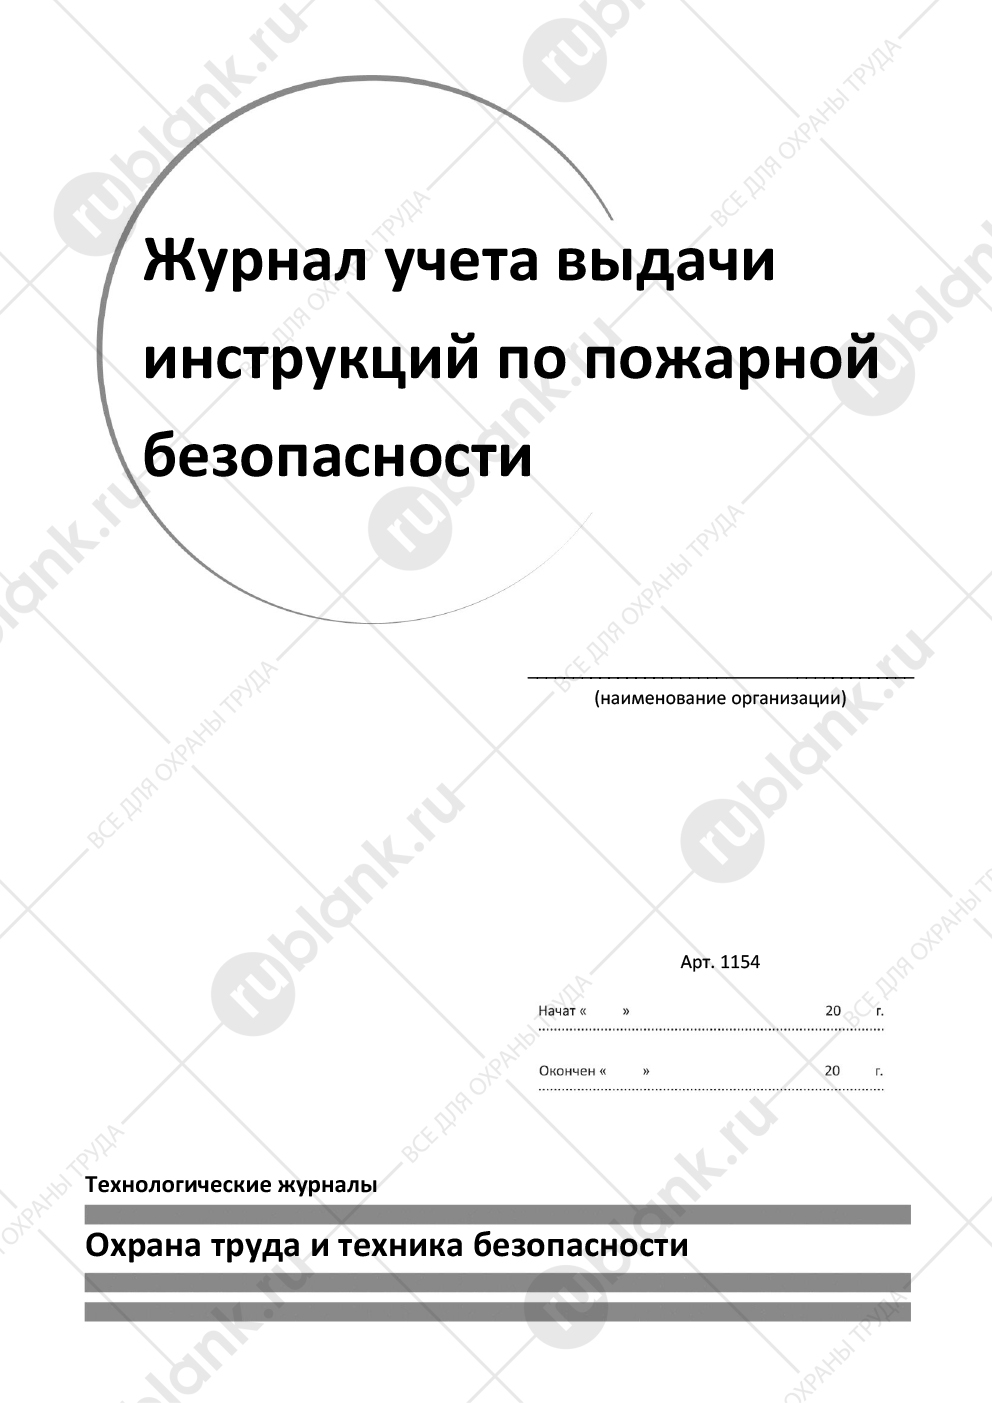 Журнал учета выдачи
инструкций по пожарной
безопасности
(наименование организации)
Арт. 1154
Начат « » 20 г.
Окончен « » 20 г.
Технологические журналы
Охрана труда и техника безопасности
rublank.ru
ВСЕ ДЛЯ ОХРАНЫ ТРУДА